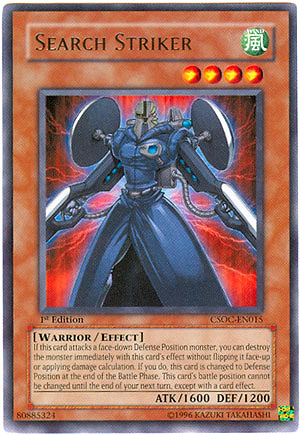 SEARCH STRIKER
風
1st Edition
CSOC-EN015
[WARRIOR / EFFECT]
If this card attacks a face-down Defense Position monster, you can destroy
the monster immediately with this card's effect without flipping it face-up
or applying damage calculation. If you do, this card is changed to Defense
Position at the end of the Battle Phase. This card's battle position cannot
be changed until the end of your next turn, except with a card effect.
ATK/1600 DEF/1200
80885324
©1996 KAZUKI TAKAHASHI